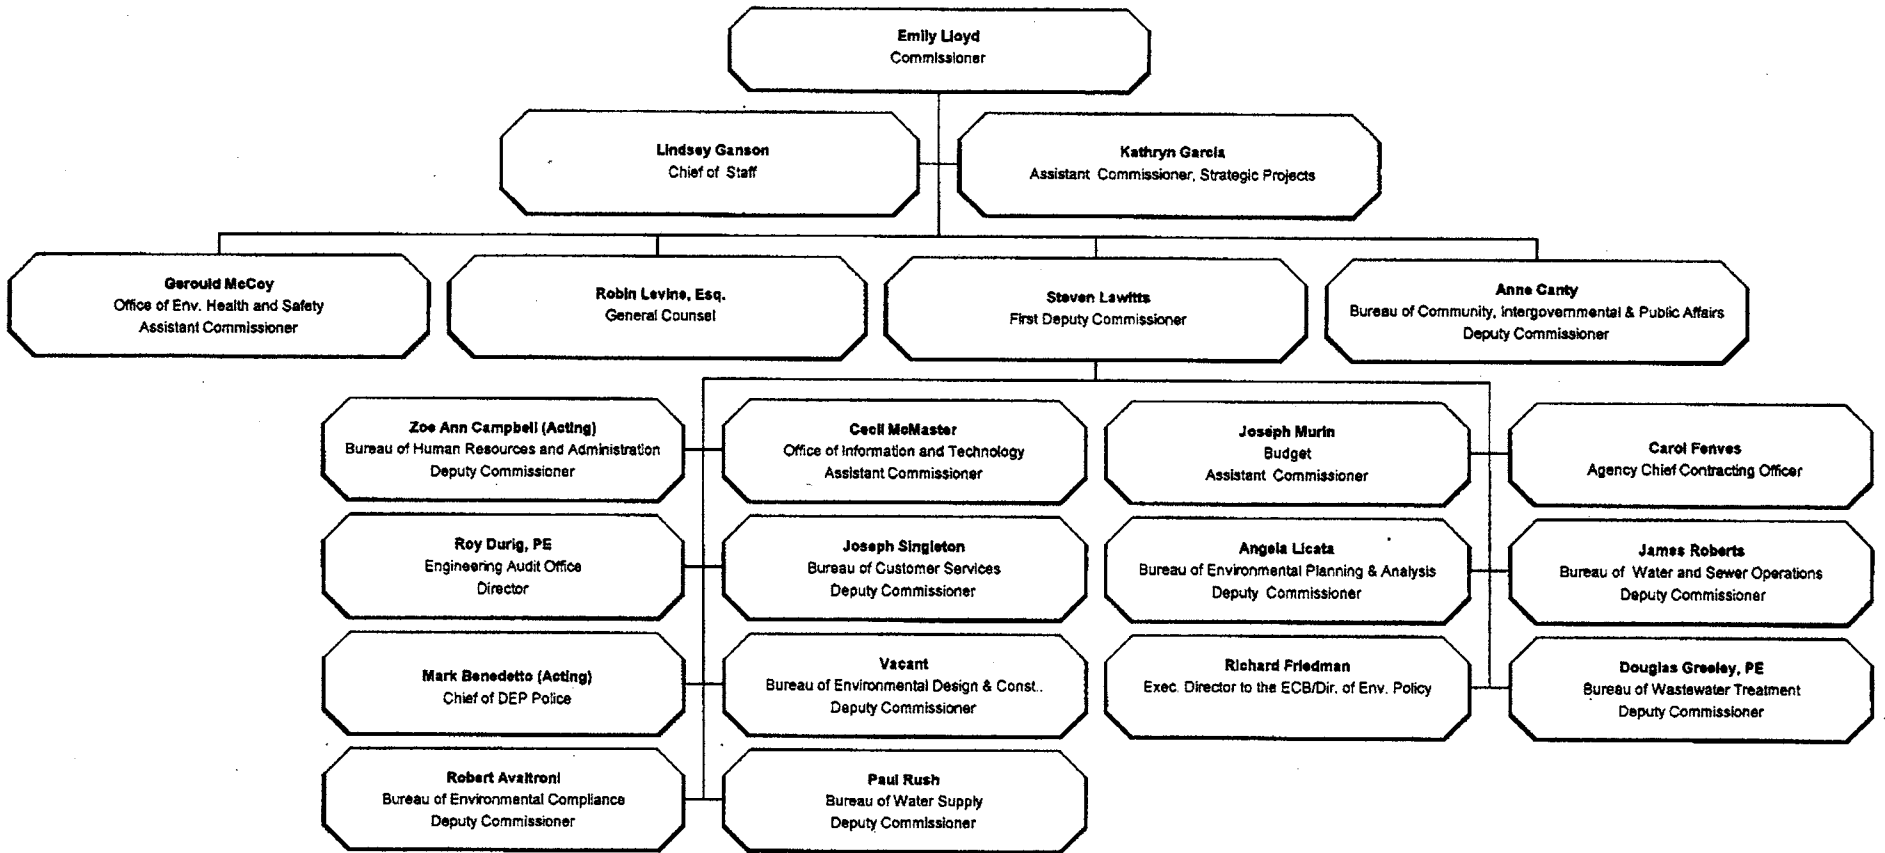 Emily Lloyd
Commissioner
Lindsey Ganson
Chief of Staff
Kathryn Garcia
Assistant Commissioner, Strategic Projects
Gerould McCoy
Office of Env. Health and Safety
Assistant Commissioner
Robin Levine, Esq.
General Counsel
Steven Lawitts
First Deputy Commissioner
Anne Canty
Bureau of Community, Intergovernmental & Public Affairs
Deputy Commissioner
Zoe Ann Campbell (Acting)
Bureau of Human Resources and Administration
Deputy Commissioner
Cecil McMaster
Office of Information and Technology
Assistant Commissioner
Joseph Murin
Budget
Assistant Commissioner
Carol Fenves
Agency Chief Contracting Officer
Roy Durig, PE
Engineering Audit Office
Director
Joseph Singleton
Bureau of Customer Services
Deputy Commissioner
Angela Licata
Bureau of Environmental Planning & Analysis
Deputy Commissioner
James Roberts
Bureau of Water and Sewer Operations
Deputy Commissioner
Mark Benedetto (Acting)
Chief of DEP Police
Vacant
Bureau of Environmental Design & Const..
Deputy Commissioner
Richard Friedman
Exec. Director to the ECB/Dir. of Env. Policy
Douglas Greeley, PE
Bureau of Wastewater Treatment
Deputy Commissioner
Robert Avaltroni
Bureau of Environmental Compliance
Deputy Commissioner
Paul Rush
Bureau of Water Supply
Deputy Commissioner